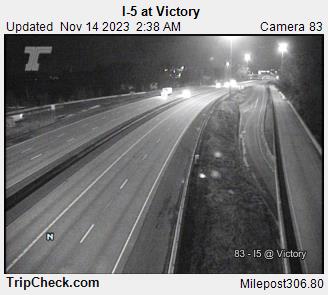 I-5 at Victory
Updated Nov 14 2023 2:38 AM Camera 83
T
N
83 - I5 @ Victory
TripCheck.com Milepost306.80